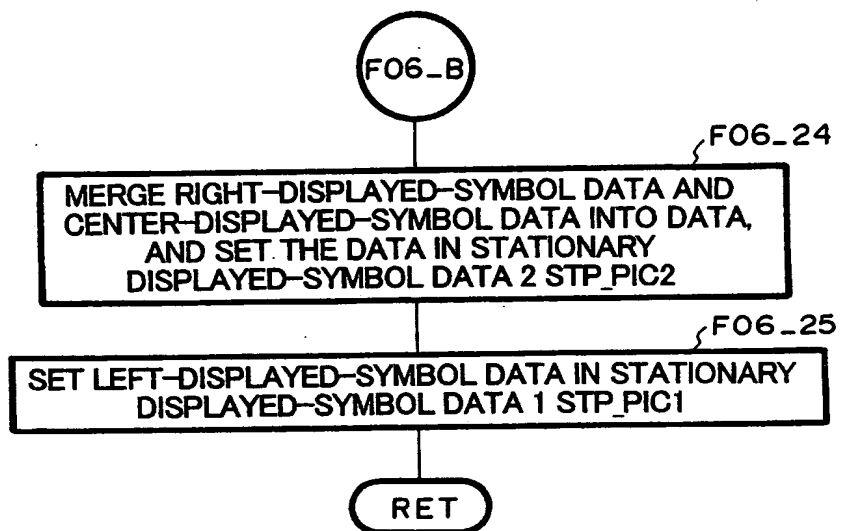 F06_B
F06_24
MERGE RIGHT-DISPLAYED-SYMBOL DATA AND
CENTER-DISPLAYED-SYMBOL DATA INTO DATA,
AND SET THE DATA IN STATIONARY
DISPLAYED-SYMBOL DATA 2 STP_PIC2
F06_25
SET LEFT-DISPLAYED-SYMBOL DATA IN STATIONARY
DISPLAYED-SYMBOL DATA 1 STP_PIC1
RET